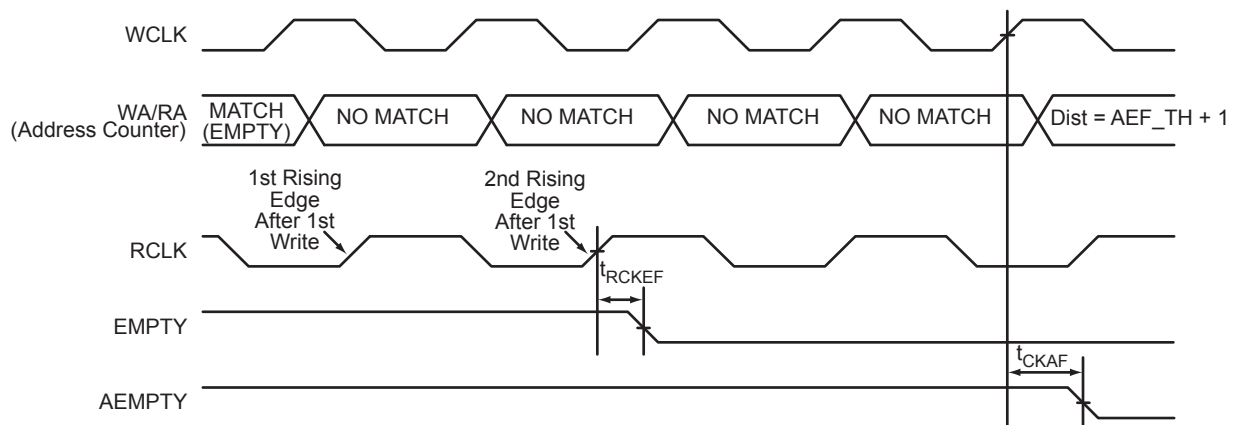 WCLK
WA/RA
(Address Counter)
MATCH
(EMPTY)
NO MATCH
NO MATCH
NO MATCH
NO MATCH
Dist = AEF_TH + 1
1st Rising
Edge
After 1st
Write
2nd Rising
Edge
After 1st
Write
RCLK
tRCKEF
EMPTY
tCKAF
AEMPTY